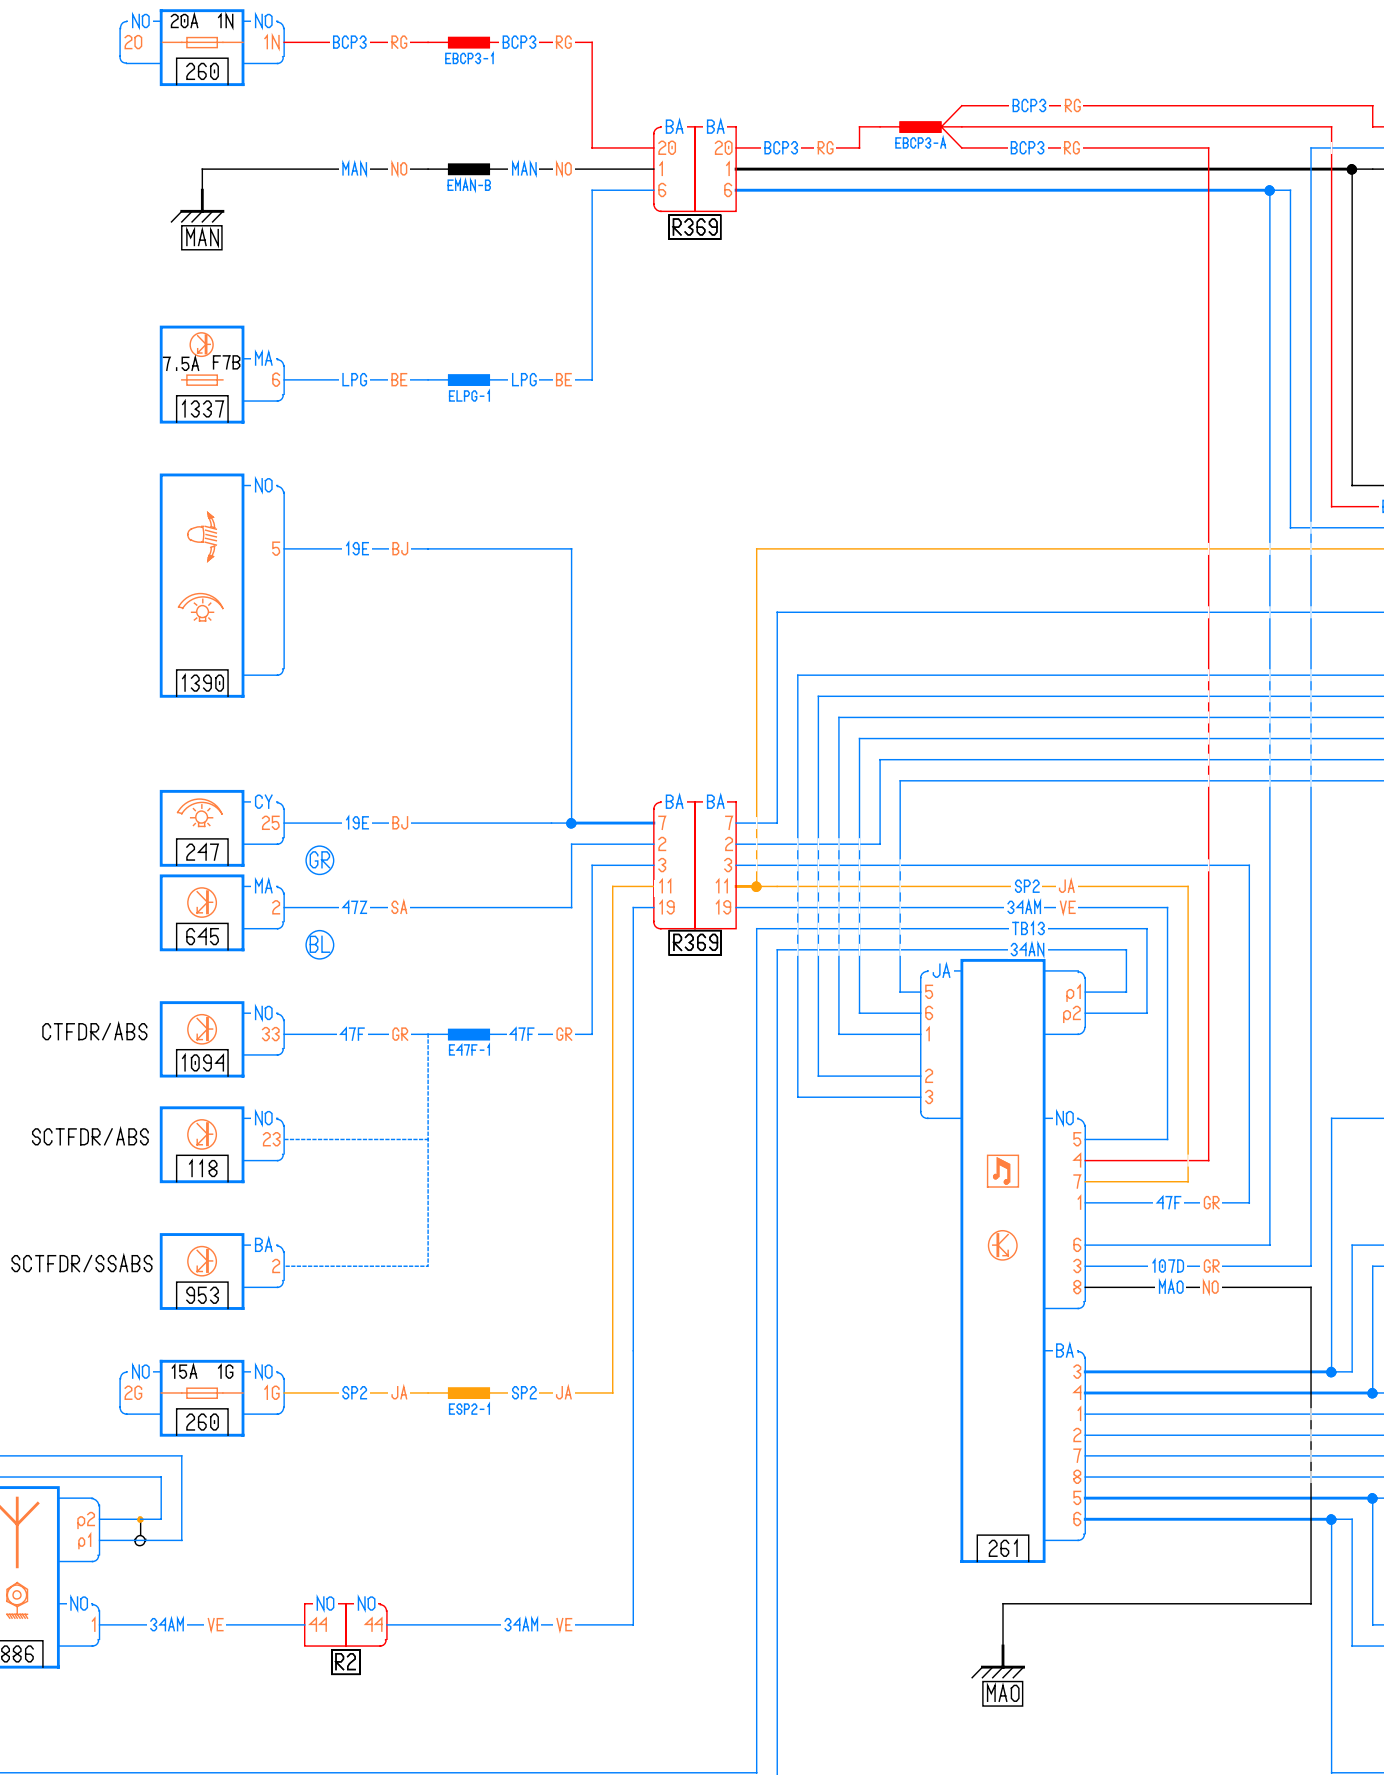 NO 20A 1N NO
20 1N BCP3 RG BCP3 RG
EBCP3-1
260
BCP3 RG
BA BA
20 20 BCP3 RG BCP3 RG
EBCP3-A
MAN NO MAN NO 1 1
EMAN-B
6 6
R369
MAN
7.5A F7B MA
6 LPG BE LPG BE
ELPG-1
1337
NO
5 19E BJ
1390
CY
25 19E BJ
247
GR
BA BA
7 7
2 2
3 3
11 11 SP2 JA
19 19 34AM VE
R369
TB13
34AN
MA
2 47Z SA
645
BL
JA
5
6
1
2
3
p1
p2
CTFDR/ABS
NO
33 47F GR 47F GR
E47F-1
1094
SCTFDR/ABS
NO
23
118
NO
5
4
7
1 47F GR
6
3 107D GR
8 MAO NO
SCTFDR/SSABS
BA
2
953
BA
3
4
1
2
7
8
5
6
261
NO 15A 1G NO
2G 1G SP2 JA SP2 JA
ESP2-1
260
p2
p1
NO
1 34AM VE
NO NO
44 44 34AM VE
R2
886
MAO